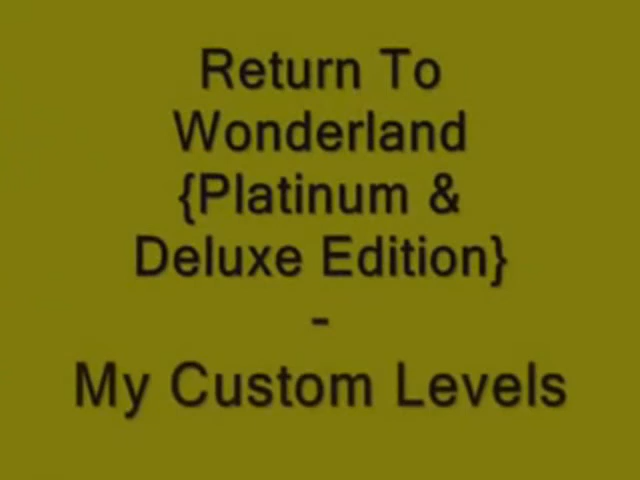 Return To
Wonderland
{Platinum &
Deluxe Edition}
-
My Custom Levels